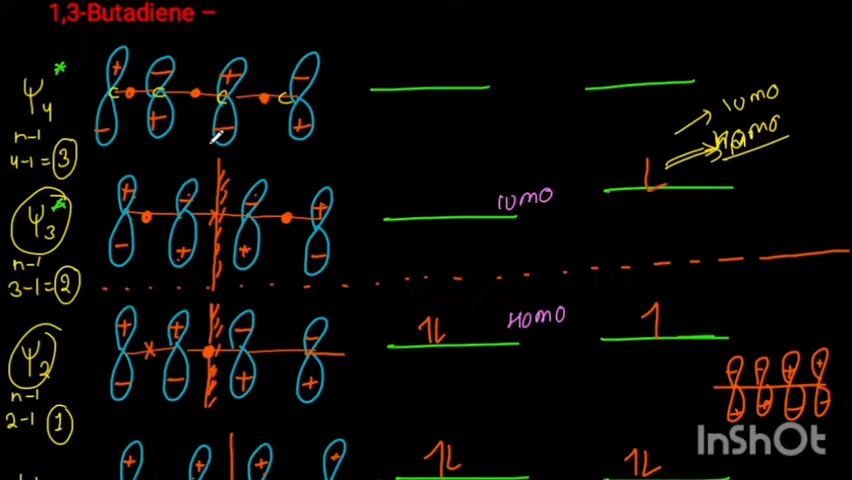 1,3-Butadiene –
ψ4 *
n-1
4-1 = 3
+ - + -
C C C C
- + - +
lumo
Homo
ψ3 *
n-1
3-1 = 2
+ - - +
- + + -
lumo
ψ2
n-1
2-1 1
+ + - -
- - + +
Homo
+ + + +
InShOt